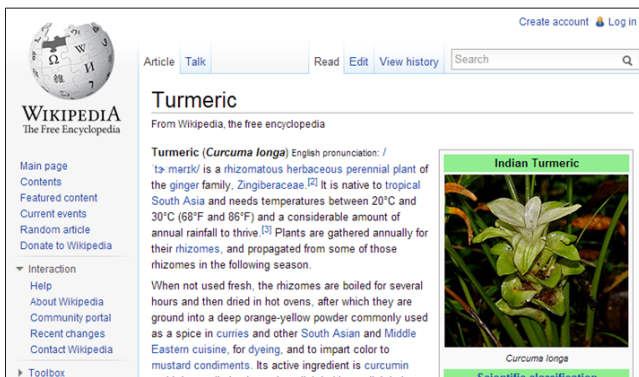 Create account Log in
WIKIPEDIA
The Free Encyclopedia
Main page
Contents
Featured content
Current events
Random article
Donate to Wikipedia
Interaction
Help
About Wikipedia
Community portal
Recent changes
Contact Wikipedia
Toolbox
Article Talk Read Edit View history Search
Turmeric
From Wikipedia, the free encyclopedia
Turmeric (Curcuma longa) English pronunciation: /
ˈtɜr.mərɪk/ is a rhizomatous herbaceous perennial plant of
the ginger family, Zingiberaceae.[2] It is native to tropical
South Asia and needs temperatures between 20°C and
30°C (68°F and 86°F) and a considerable amount of
annual rainfall to thrive.[3] Plants are gathered annually for
their rhizomes, and propagated from some of those
rhizomes in the following season.
When not used fresh, the rhizomes are boiled for several
hours and then dried in hot ovens, after which they are
ground into a deep orange-yellow powder commonly used
as a spice in curries and other South Asian and Middle
Eastern cuisine, for dyeing, and to impart color to
mustard condiments. Its active ingredient is curcumin
Indian Turmeric
Curcuma longa
Scientific classification